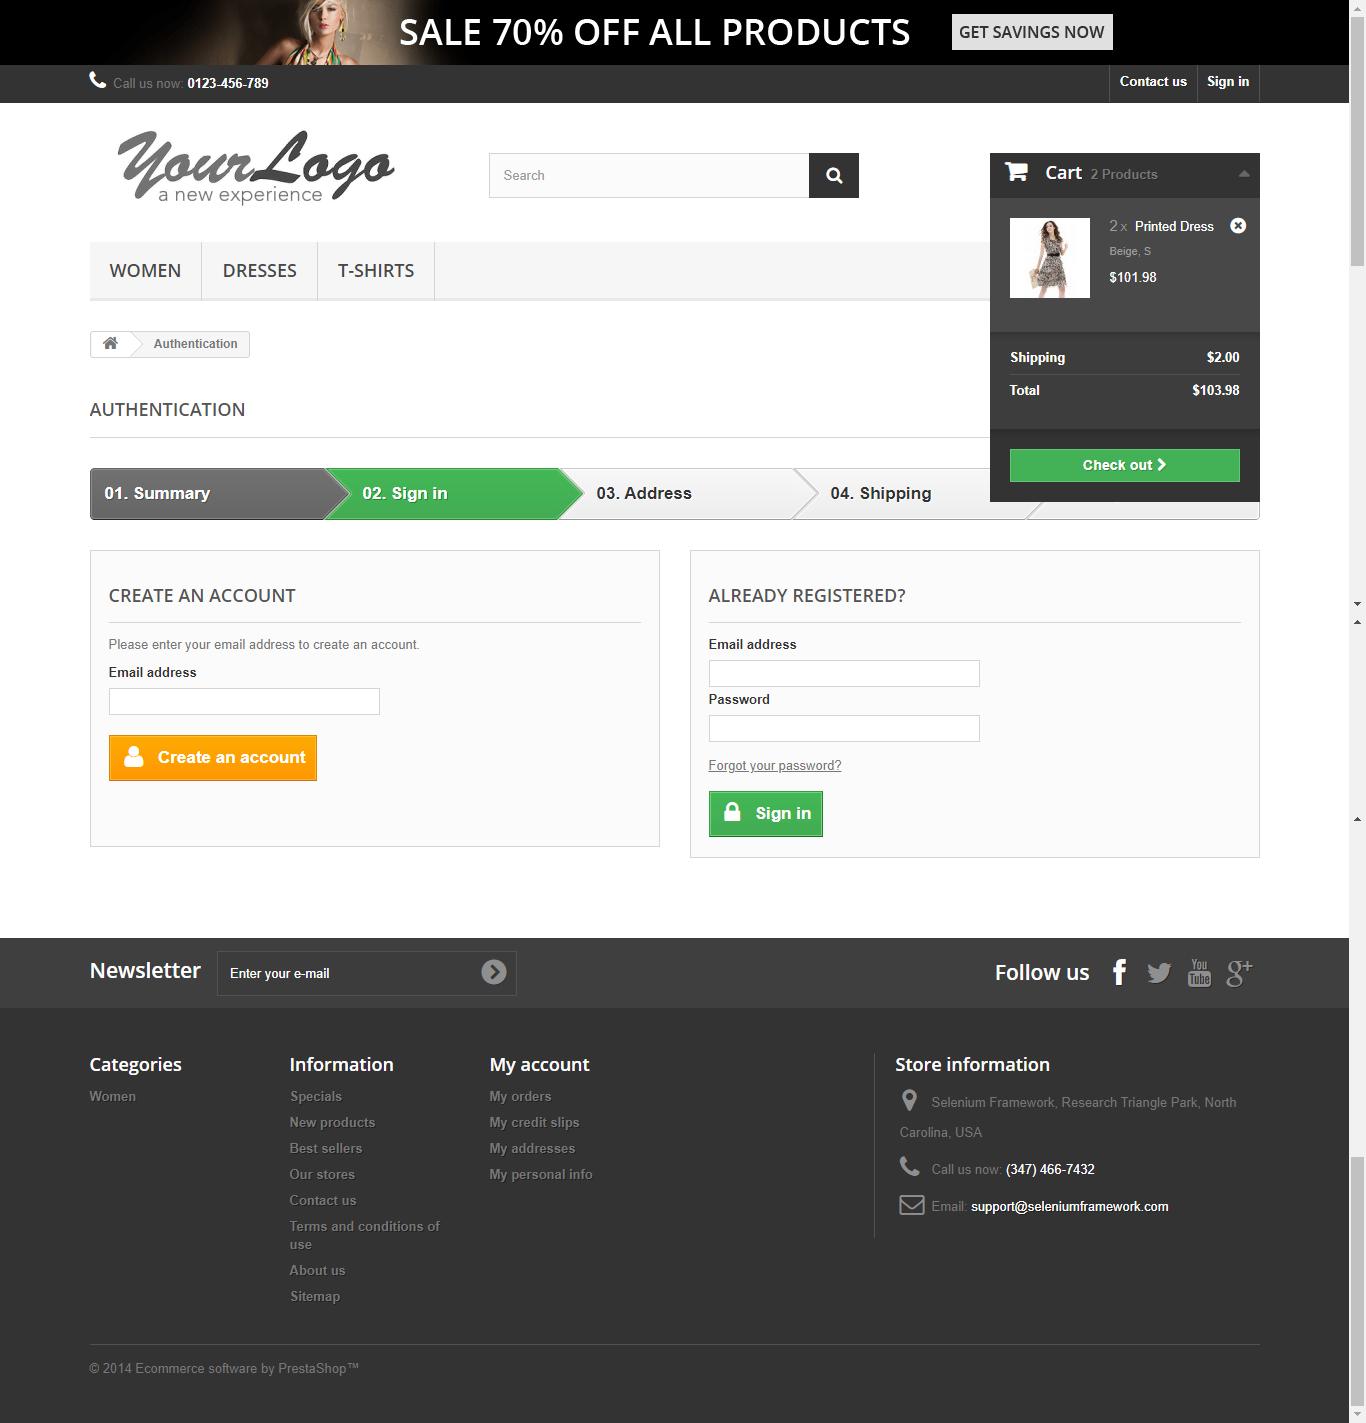 SALE 70% OFF ALL PRODUCTS
GET SAVINGS NOW
Call us now: 0123-456-789
Contact us
Sign in
YourLogo
a new experience
Search
Cart 2 Products
2 x Printed Dress
Beige, S
$101.98
Shipping $2.00
Total $103.98
Check out
WOMEN
DRESSES
T-SHIRTS
Authentication
AUTHENTICATION
01. Summary
02. Sign in
03. Address
04. Shipping
CREATE AN ACCOUNT
Please enter your email address to create an account.
Email address
Create an account
ALREADY REGISTERED?
Email address
Password
Forgot your password?
Sign in
Newsletter
Enter your e-mail
Follow us
You
Tube
Categories
Women
Information
Specials
New products
Best sellers
Our stores
Contact us
Terms and conditions of
use
About us
Sitemap
My account
My orders
My credit slips
My addresses
My personal info
Store information
Selenium Framework, Research Triangle Park, North
Carolina, USA
Call us now: (347) 466-7432
Email: support@seleniumframework.com
© 2014 Ecommerce software by PrestaShop™